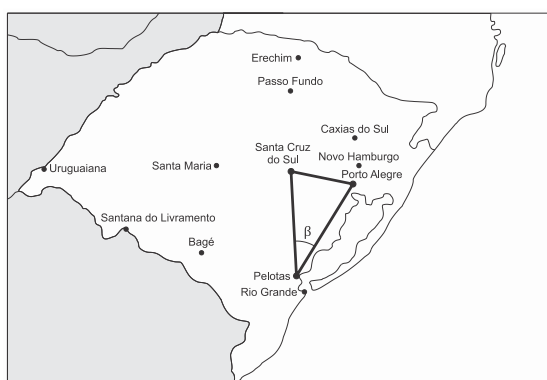 Erechim
Passo Fundo
Caxias do Sul
Santa Cruz
do Sul
Novo Hamburgo
Uruguaiana
Santa Maria
Porto Alegre
Santana do Livramento
β
Bagé
Pelotas
Rio Grande